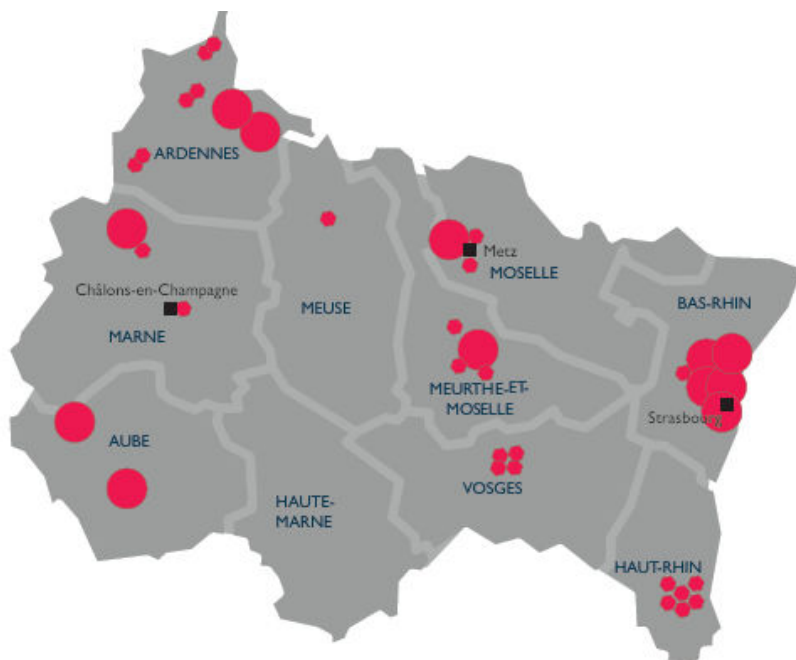 ARDENNES
Metz
MOSELLE
Châlons-en-Champagne
MEUSE
BAS-RHIN
MARNE
MEURTHE-ET-
MOSELLE
Strasbourg
AUBE
VOSGES
HAUTE-
MARNE
HAUT-RHIN